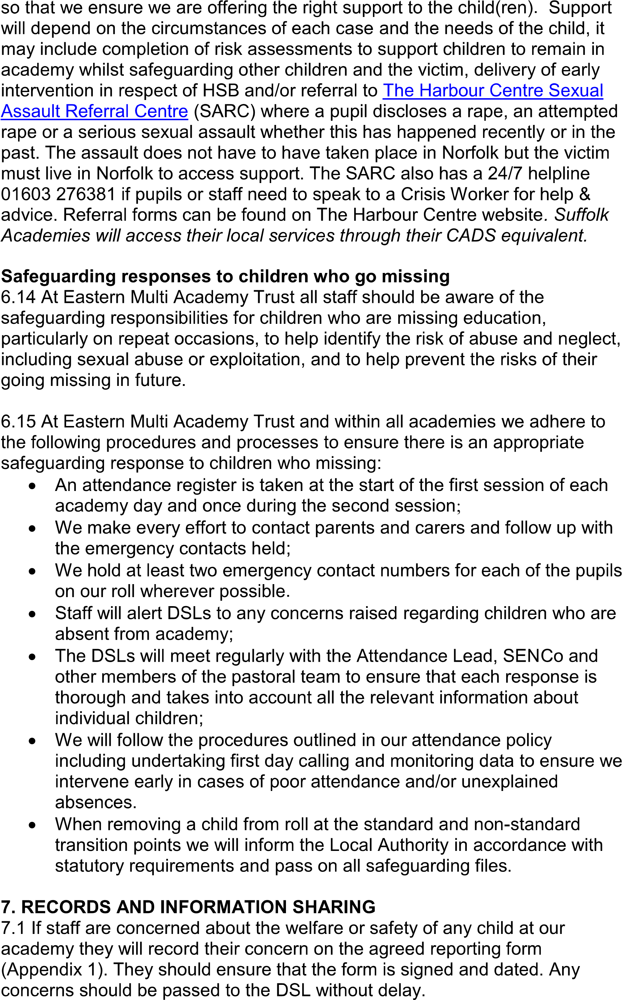 so that we ensure we are offering the right support to the child(ren).  Support
will depend on the circumstances of each case and the needs of the child, it
may include completion of risk assessments to support children to remain in
academy whilst safeguarding other children and the victim, delivery of early
intervention in respect of HSB and/or referral to The Harbour Centre Sexual
Assault Referral Centre (SARC) where a pupil discloses a rape, an attempted
rape or a serious sexual assault whether this has happened recently or in the
past. The assault does not have to have taken place in Norfolk but the victim
must live in Norfolk to access support. The SARC also has a 24/7 helpline
01603 276381 if pupils or staff need to speak to a Crisis Worker for help &
advice. Referral forms can be found on The Harbour Centre website. Suffolk
Academies will access their local services through their CADS equivalent.
Safeguarding responses to children who go missing
6.14 At Eastern Multi Academy Trust all staff should be aware of the
safeguarding responsibilities for children who are missing education,
particularly on repeat occasions, to help identify the risk of abuse and neglect,
including sexual abuse or exploitation, and to help prevent the risks of their
going missing in future.
6.15 At Eastern Multi Academy Trust and within all academies we adhere to
the following procedures and processes to ensure there is an appropriate
safeguarding response to children who missing:
• An attendance register is taken at the start of the first session of each
academy day and once during the second session;
• We make every effort to contact parents and carers and follow up with
the emergency contacts held;
• We hold at least two emergency contact numbers for each of the pupils
on our roll wherever possible.
• Staff will alert DSLs to any concerns raised regarding children who are
absent from academy;
• The DSLs will meet regularly with the Attendance Lead, SENCo and
other members of the pastoral team to ensure that each response is
thorough and takes into account all the relevant information about
individual children;
• We will follow the procedures outlined in our attendance policy
including undertaking first day calling and monitoring data to ensure we
intervene early in cases of poor attendance and/or unexplained
absences.
• When removing a child from roll at the standard and non-standard
transition points we will inform the Local Authority in accordance with
statutory requirements and pass on all safeguarding files.
7. RECORDS AND INFORMATION SHARING
7.1 If staff are concerned about the welfare or safety of any child at our
academy they will record their concern on the agreed reporting form
(Appendix 1). They should ensure that the form is signed and dated. Any
concerns should be passed to the DSL without delay.